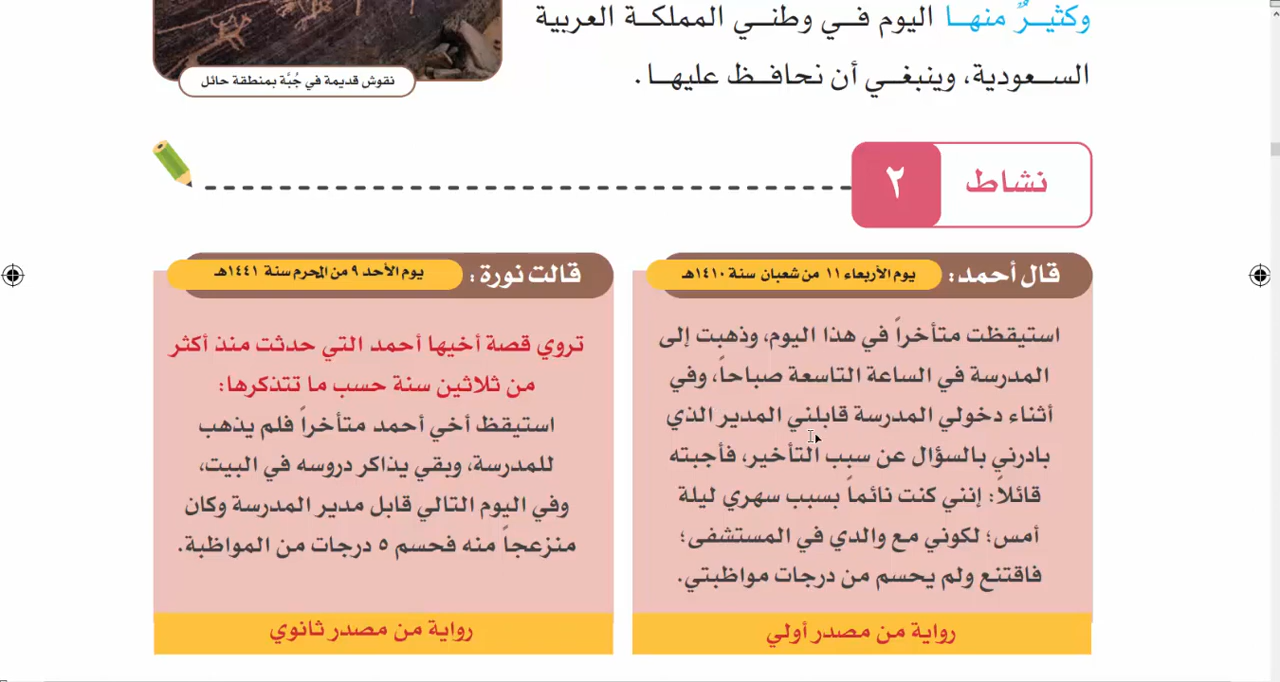 وكثيرٌ منها اليوم في وطني المملكة العربية
السعودية، وينبغي أن نحافظ عليها.
نقوش قديمة في جُبَّة بمنطقة حائل
نشاط ٢
قال أحمد: يوم الأربعاء ١١ من شعبان سنة ١٤١٠هـ
استيقظت متأخراً في هذا اليوم، وذهبت إلى
المدرسة في الساعة التاسعة صباحاً، وفي
أثناء دخولي المدرسة قابلني المدير الذي
بادرني بالسؤال عن سبب التأخير، فأجبته
قائلاً: إنني كنت نائماً بسبب سهري ليلة
أمس؛ لكوني مع والدي في المستشفى؛
فاقتنع ولم يحسم من درجات مواظبتي.
رواية من مصدر أولي
قالت نورة: يوم الأحد ٩ من المحرم سنة ١٤٤١هـ
تروي قصة أخيها أحمد التي حدثت منذ أكثر
من ثلاثين سنة حسب ما تتذكرها:
استيقظ أخي أحمد متأخراً فلم يذهب
للمدرسة، وبقي يذاكر دروسه في البيت،
وفي اليوم التالي قابل مدير المدرسة وكان
منزعجاً منه فحسم ٥ درجات من المواظبة.
رواية من مصدر ثانوي